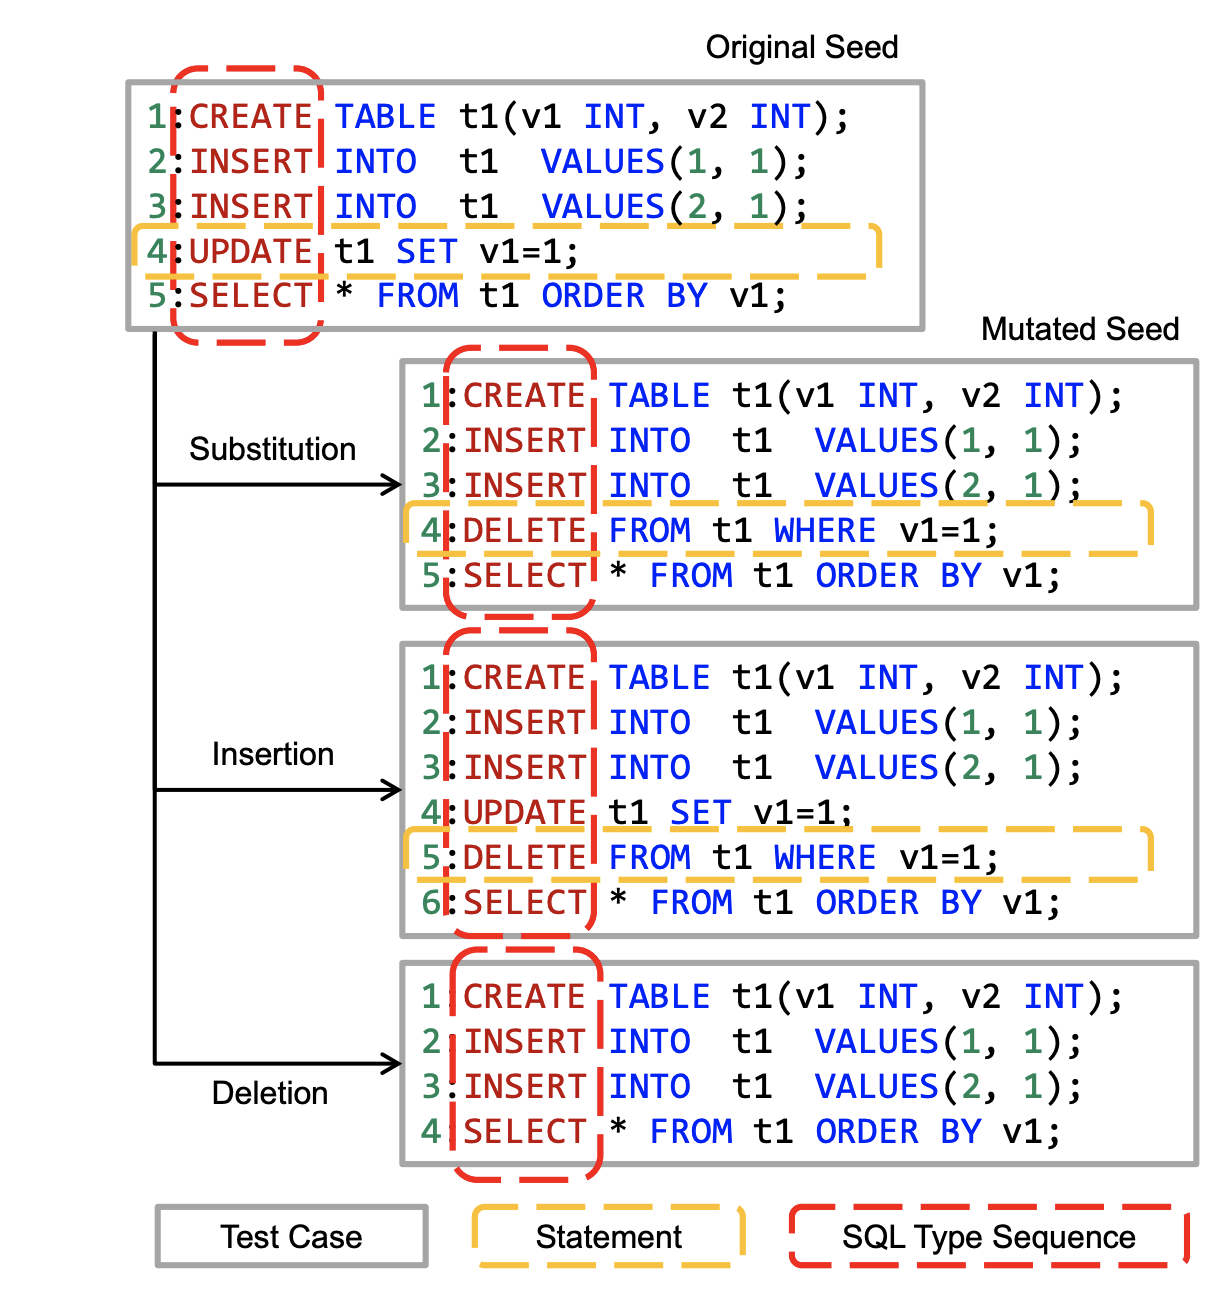 Original Seed
1:CREATE TABLE t1(v1 INT, v2 INT);
2:INSERT INTO t1 VALUES(1, 1);
3:INSERT INTO t1 VALUES(2, 1);
4:UPDATE t1 SET v1=1;
5:SELECT * FROM t1 ORDER BY v1;
Mutated Seed
Substitution
1:CREATE TABLE t1(v1 INT, v2 INT);
2:INSERT INTO t1 VALUES(1, 1);
3:INSERT INTO t1 VALUES(2, 1);
4:DELETE FROM t1 WHERE v1=1;
5:SELECT * FROM t1 ORDER BY v1;
Insertion
1:CREATE TABLE t1(v1 INT, v2 INT);
2:INSERT INTO t1 VALUES(1, 1);
3:INSERT INTO t1 VALUES(2, 1);
4:UPDATE t1 SET v1=1;
5:DELETE FROM t1 WHERE v1=1;
6:SELECT * FROM t1 ORDER BY v1;
Deletion
1:CREATE TABLE t1(v1 INT, v2 INT);
2:INSERT INTO t1 VALUES(1, 1);
3:INSERT INTO t1 VALUES(2, 1);
4:SELECT * FROM t1 ORDER BY v1;
Test Case
Statement
SQL Type Sequence